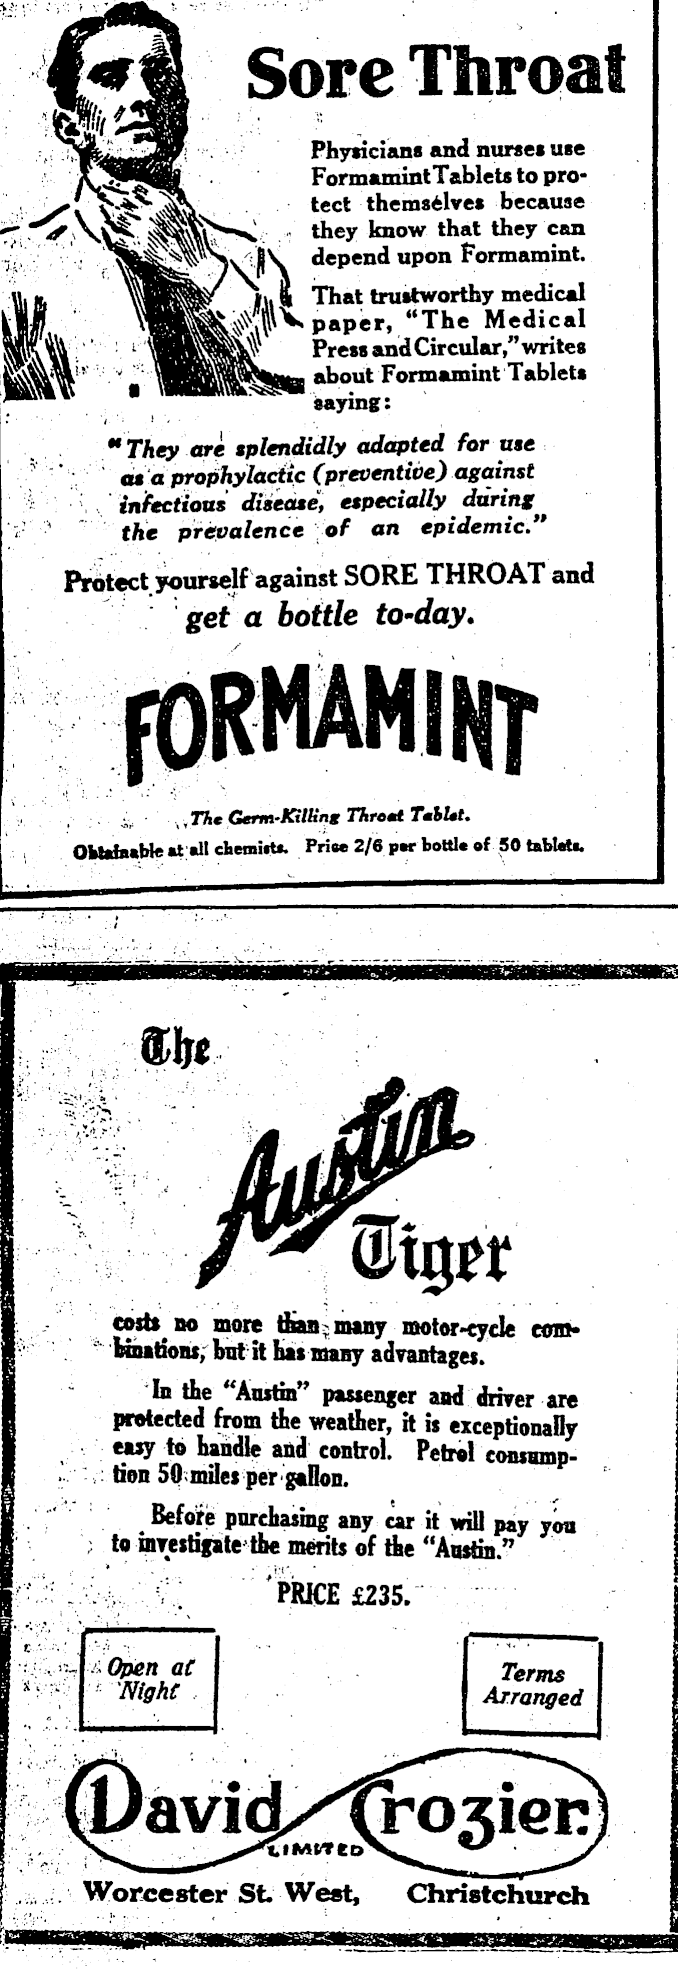 Sore Throat
Physicians and nurses use
Formamint Tablets to pro-
tect themselves because
they know that they can
depend upon Formamint.
That trustworthy medical
paper, "The Medical
Press and Circular," writes
about Formamint Tablets
saying:
"They are splendidly adapted for use
as a prophylactic (preventive) against
infectious disease, especially during
the prevalence of an epidemic."
Protect yourself against SORE THROAT and
get a bottle to-day.
FORMAMINT
The Germ-Killing Throat Tablet.
Obtainable at all chemists. Price 2/6 per bottle of 50 tablets.
The
Austin
Tiger
costs no more than many motor-cycle com-
binations, but it has many advantages.
In the "Austin" passenger and driver are
protected from the weather, it is exceptionally
easy to handle and control. Petrol consump-
tion 50 miles per gallon.
Before purchasing any car it will pay you
to investigate the merits of the "Austin."
PRICE £235.
Open at
Night
Terms
Arranged
David Crozier.
LIMITED
Worcester St. West, Christchurch